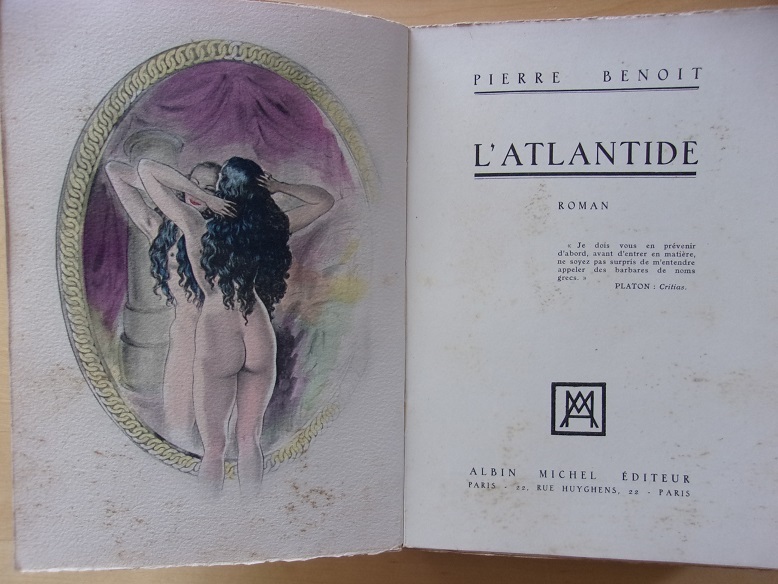 PIERRE BENOIT
L'ATLANTIDE
ROMAN
« Je dois vous en prévenir
d'abord, avant d'entrer en matière,
ne soyez pas surpris de m'entendre
appeler des barbares de noms
grecs. »
PLATON : Critias.
AM
ALBIN MICHEL ÉDITEUR
PARIS - 22, RUE HUYGHENS, 22 - PARIS